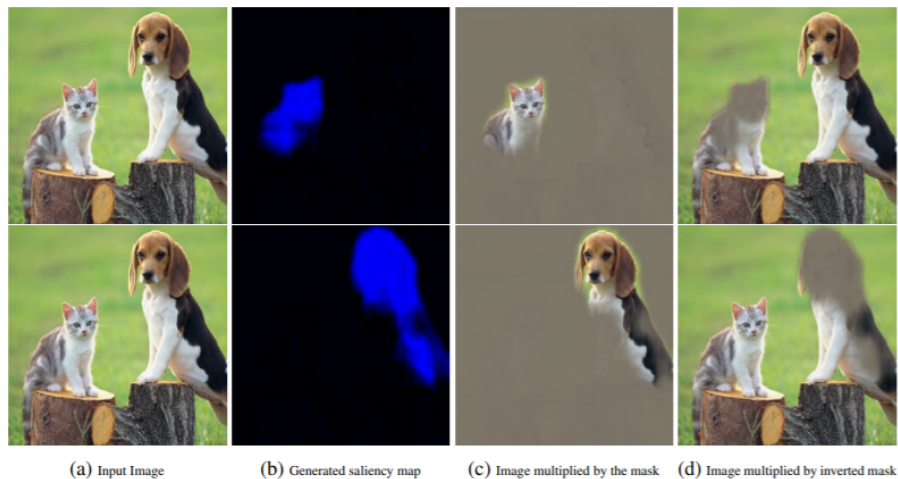 (a) Input Image
(b) Generated saliency map
(c) Image multiplied by the mask
(d) Image multiplied by inverted mask